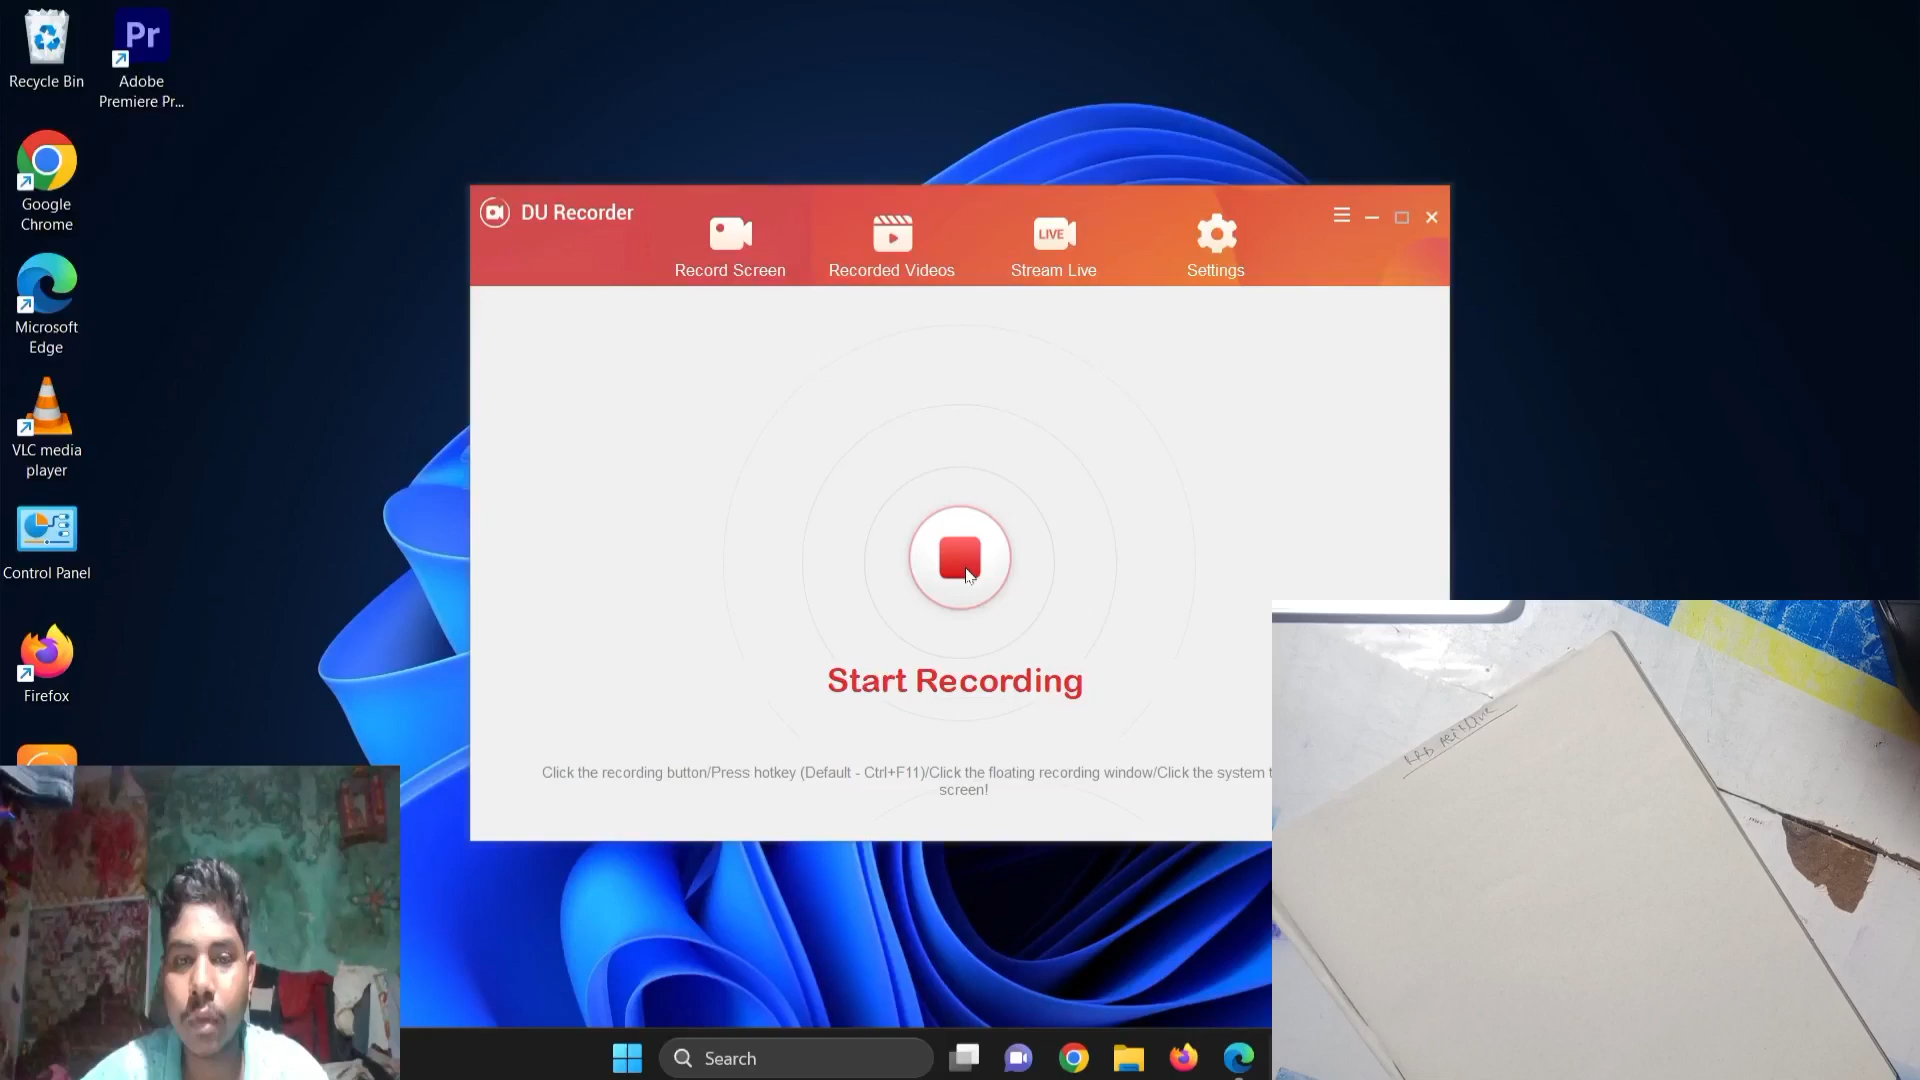 Recycle Bin
Pr
Adobe
Premiere Pr...
Google
Chrome
Microsoft
Edge
VLC media
player
Control Panel
Firefox
DU Recorder
Record Screen
Recorded Videos
LIVE
Stream Live
Settings
Start Recording
Click the recording button/Press hotkey (Default - Ctrl+F11)/Click the floating recording window/Click the system t
screen!
RRB
Search